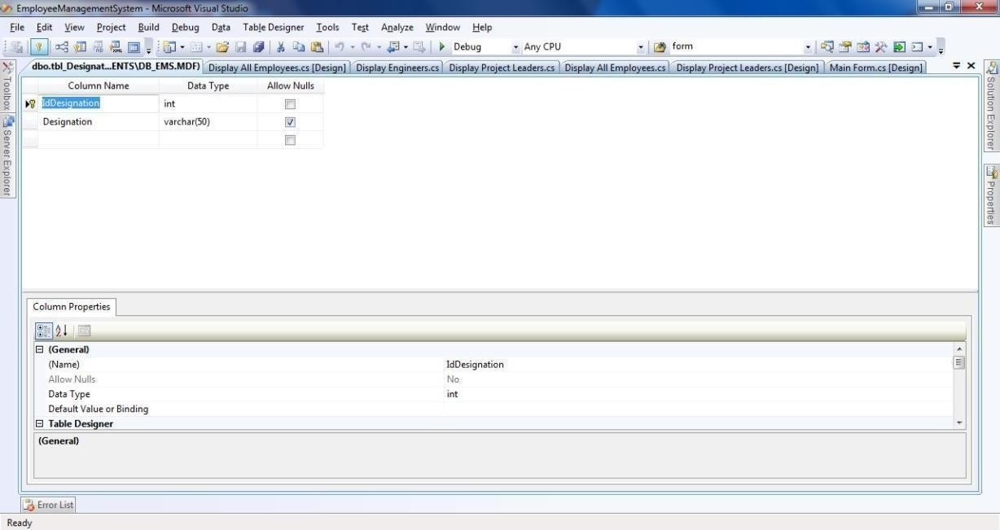 EmployeeManagementSystem - Microsoft Visual Studio
File Edit View Project Build Debug Data Table Designer Tools Test Analyze Window Help
Debug Any CPU form
dbo.tbl_Designat...ENTS\DB_EMS.MDF) Display All Employees.cs [Design] Display Engineers.cs Display Project Leaders.cs Display All Employees.cs Display Project Leaders.cs [Design] Main Form.cs [Design]
Toolbox
Server Explorer
Column Name Data Type Allow Nulls
IdDesignation int
Designation varchar(50)
Solution Explorer
Properties
Column Properties
(General)
(Name) IdDesignation
Allow Nulls No
Data Type int
Default Value or Binding
Table Designer
(General)
Error List
Ready